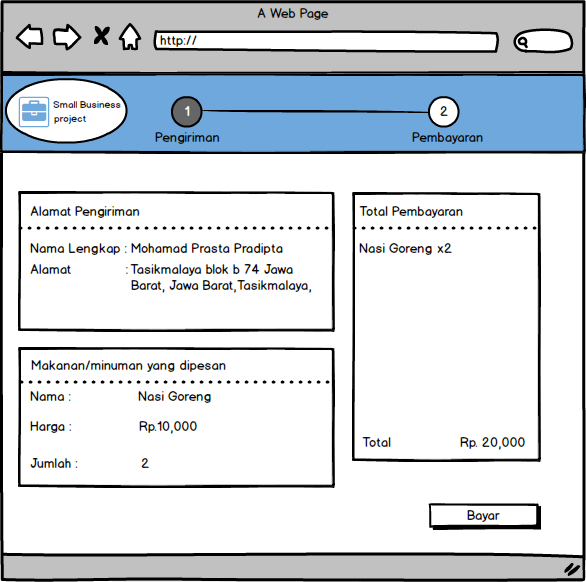 A Web Page
http://
Small Business
project
1
2
Pengiriman
Pembayaran
Alamat Pengiriman
Nama Lengkap : Mohamad Prasta Pradipta
Alamat : Tasikmalaya blok b 74 Jawa
Barat, Jawa Barat,Tasikmalaya,
Makanan/minuman yang dipesan
Nama : Nasi Goreng
Harga : Rp.10,000
Jumlah : 2
Total Pembayaran
Nasi Goreng x2
Total Rp. 20,000
Bayar